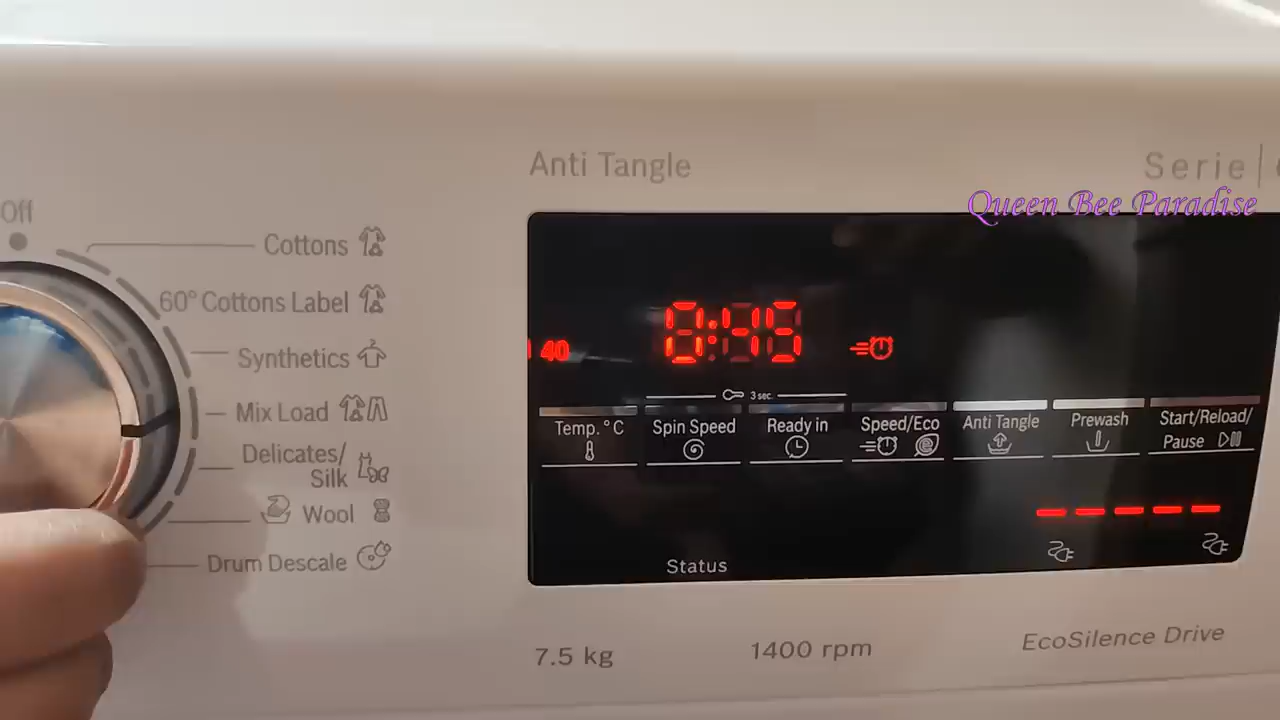 Anti Tangle
Serie
Queen Bee Paradise
Off
Cottons
60° Cottons Label
Synthetics
Mix Load
Delicates/
Silk
Wool
Drum Descale
40
0:45
3 sec.
Temp. °C
Spin Speed
Ready in
Speed/Eco
Anti Tangle
Prewash
Start/Reload/
Pause
Status
7.5 kg
1400 rpm
EcoSilence Drive